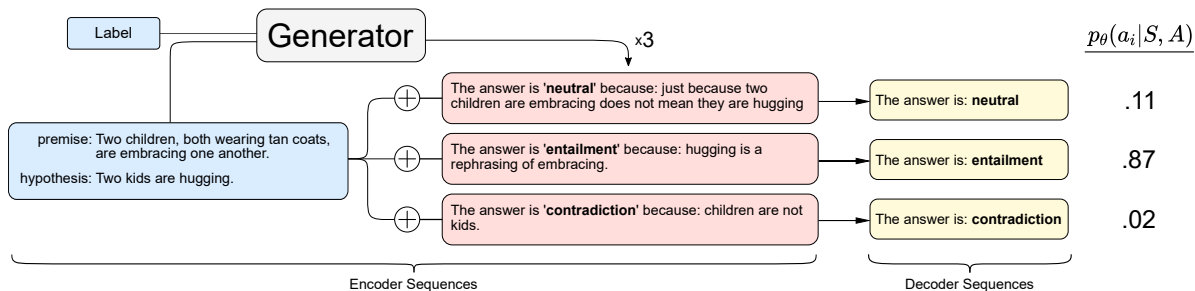 Label
Generator
x3
pθ(ai|S, A)
premise: Two children, both wearing tan coats,
are embracing one another.
hypothesis: Two kids are hugging.
The answer is 'neutral' because: just because two
children are embracing does not mean they are hugging
The answer is: neutral
.11
The answer is 'entailment' because: hugging is a
rephrasing of embracing.
The answer is: entailment
.87
The answer is 'contradiction' because: children are not
kids.
The answer is: contradiction
.02
Encoder Sequences
Decoder Sequences